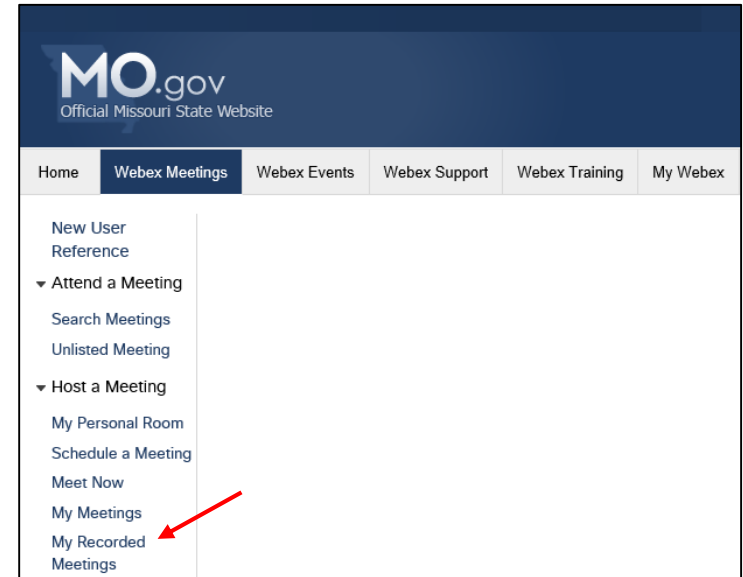 MO.gov
Official Missouri State Website
Home Webex Meetings Webex Events Webex Support Webex Training My Webex
New User
Reference
Attend a Meeting
Search Meetings
Unlisted Meeting
Host a Meeting
My Personal Room
Schedule a Meeting
Meet Now
My Meetings
My Recorded
Meetings